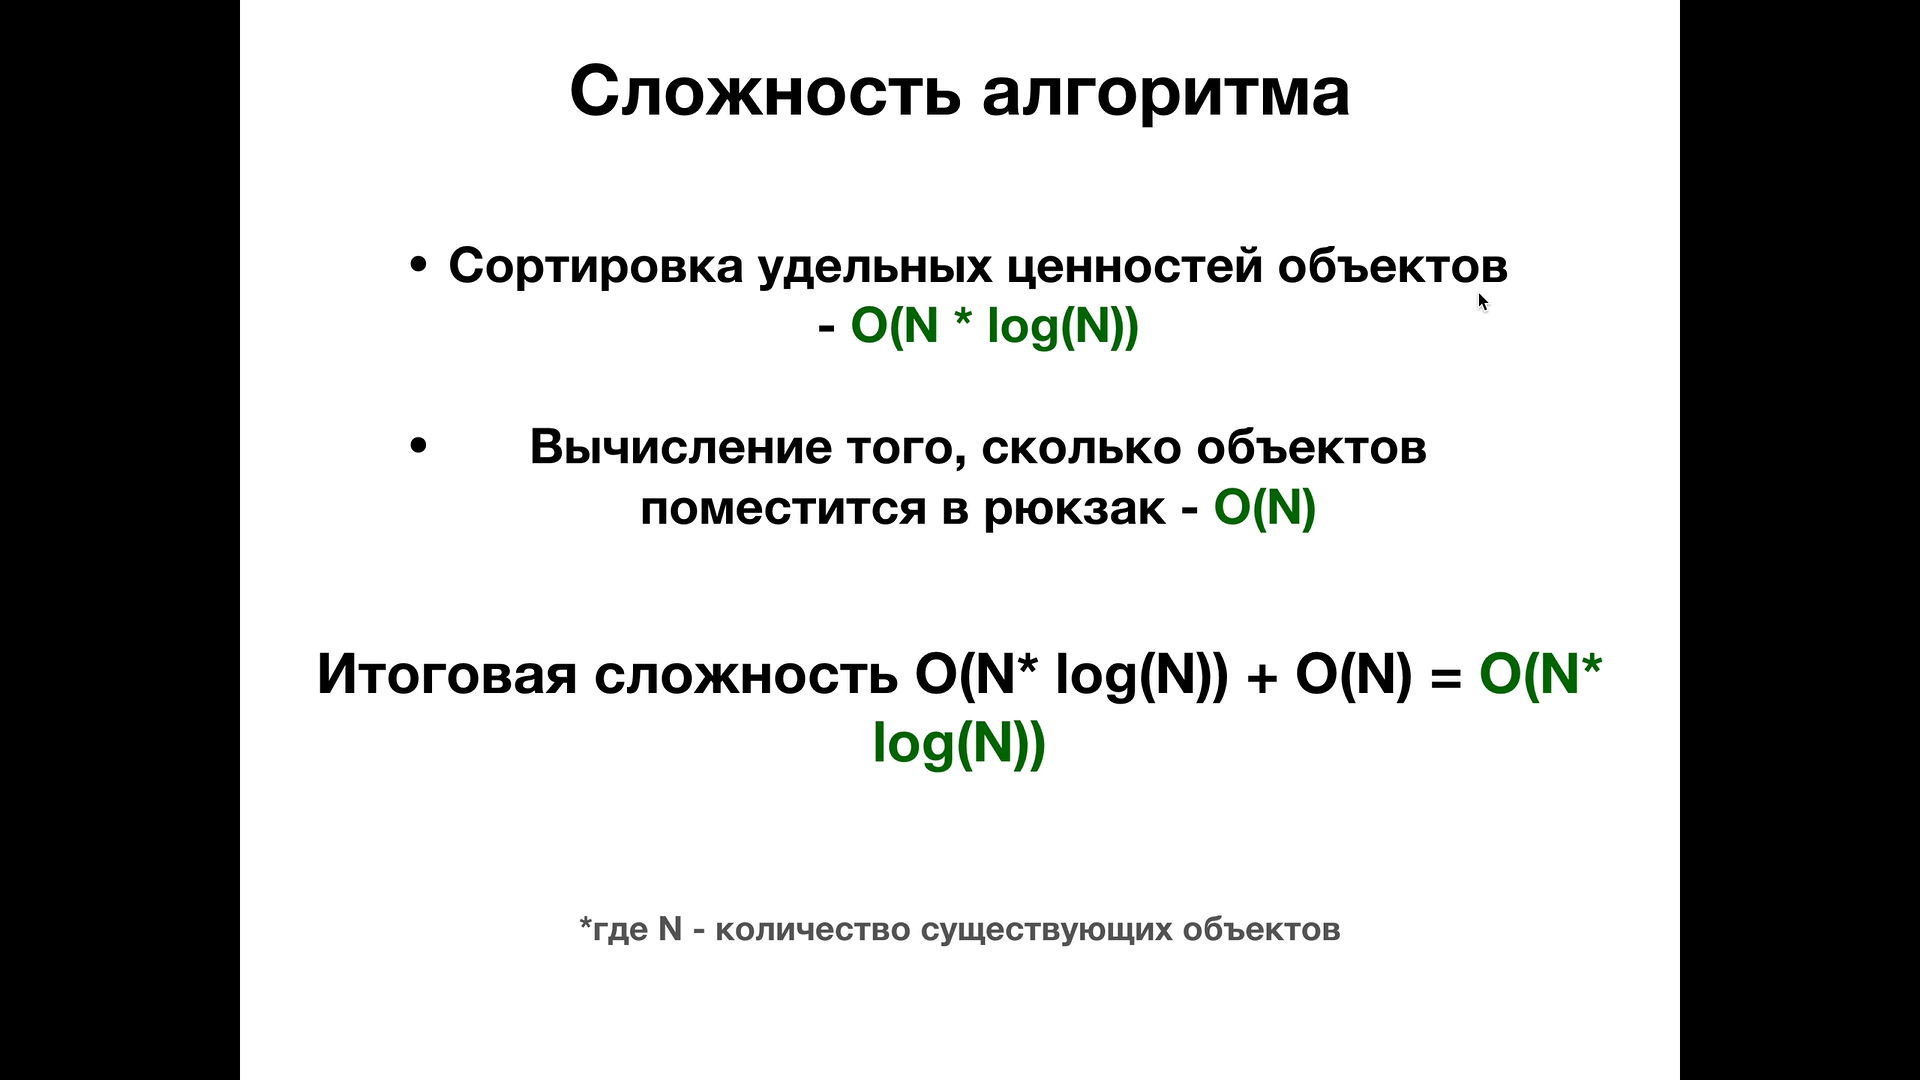 Сложность алгоритма
• Сортировка удельных ценностей объектов
- O(N * log(N))
• Вычисление того, сколько объектов
поместится в рюкзак - O(N)
Итоговая сложность O(N* log(N)) + O(N) = O(N*
log(N))
*где N - количество существующих объектов